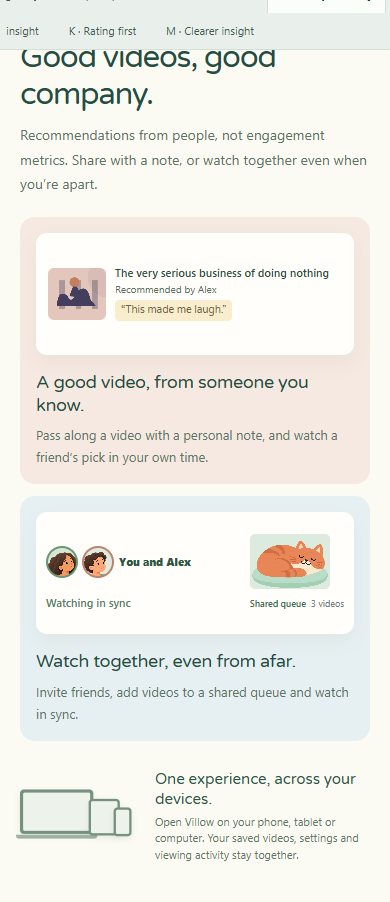 insight K · Rating first M · Clearer insight
Good videos, good
company.
Recommendations from people, not engagement
metrics. Share with a note, or watch together even when
you’re apart.
The very serious business of doing nothing
Recommended by Alex
“This made me laugh.”
A good video, from someone you
know.
Pass along a video with a personal note, and watch a
friend’s pick in your own time.
You and Alex
Watching in sync
Shared queue 3 videos
Watch together, even from afar.
Invite friends, add videos to a shared queue and watch
in sync.
One experience, across your
devices.
Open Villow on your phone, tablet or
computer. Your saved videos, settings and
viewing activity stay together.